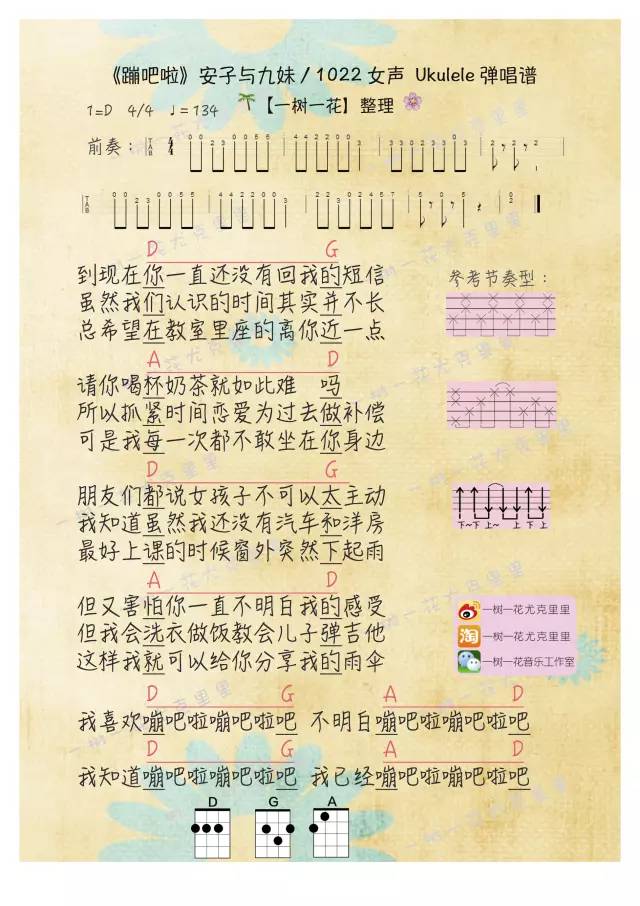 《蹦吧啦》安子与九妹/1022女声 Ukulele弹唱谱
1=D 4/4 ♩=134 【一树一花】整理
前奏：
D G
到现在你一直还没有回我的短信
虽然我们认识的时间其实并不长
总希望在教室里座的离你近一点
参考节奏型：
A D
请你喝杯奶茶就如此难 吗
所以抓紧时间恋爱为过去做补偿
可是我每一次都不敢坐在你身边
D G
朋友们都说女孩子不可以太主动
我知道虽然我还没有汽车和洋房
最好上课的时候窗外突然下起雨
下~下 上~ 上 下 上
A D
但又害怕你一直不明白我的感受
但我会洗衣做饭教会儿子弹吉他
这样我就可以给你分享我的雨伞
一树一花尤克里里
淘 一树一花尤克里里
一树一花音乐工作室
D G A D
我喜欢嘣吧啦嘣吧啦吧 不明白嘣吧啦嘣吧啦吧
D G A D
我知道嘣吧啦嘣吧啦吧 我已经嘣吧啦嘣吧啦吧
D G A